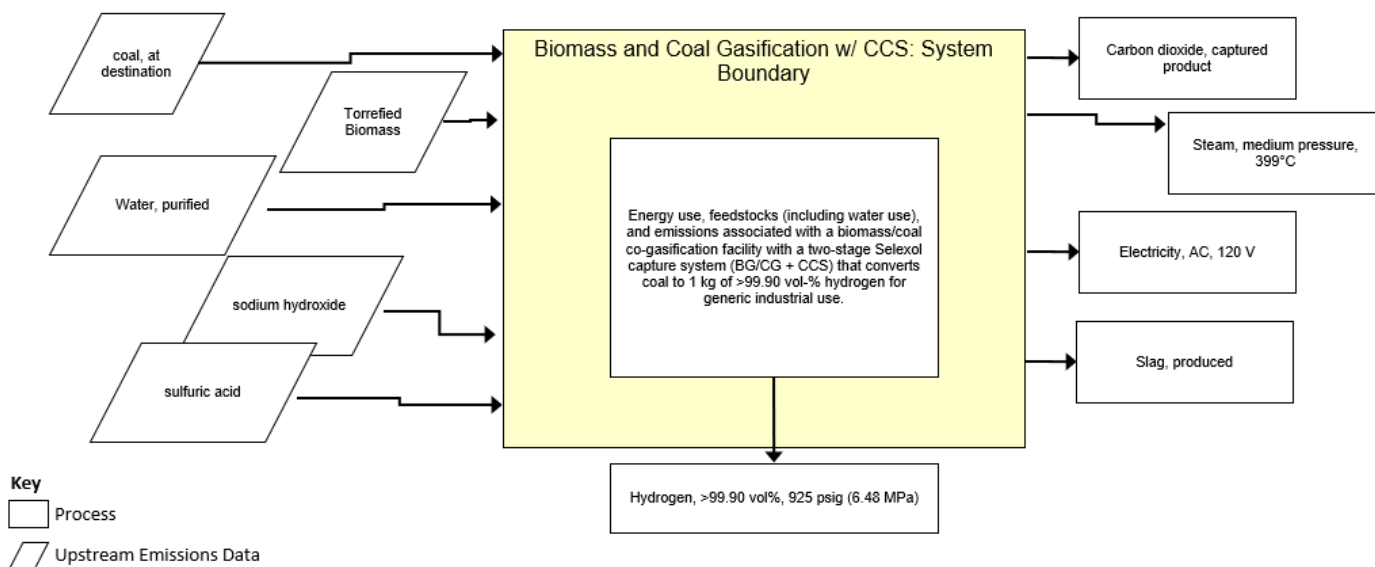 Biomass and Coal Gasification w/ CCS: System
Boundary
coal, at
destination
Torrefied
Biomass
Water, purified
sodium hydroxide
sulfuric acid
Energy use, feedstocks (including water use),
and emissions associated with a biomass/coal
co-gasification facility with a two-stage Selexol
capture system (BG/CG + CCS) that converts
coal to 1 kg of >99.90 vol-% hydrogen for
generic industrial use.
Carbon dioxide, captured
product
Steam, medium pressure,
399°C
Electricity, AC, 120 V
Slag, produced
Hydrogen, >99.90 vol%, 925 psig (6.48 MPa)
Key
Process
Upstream Emissions Data